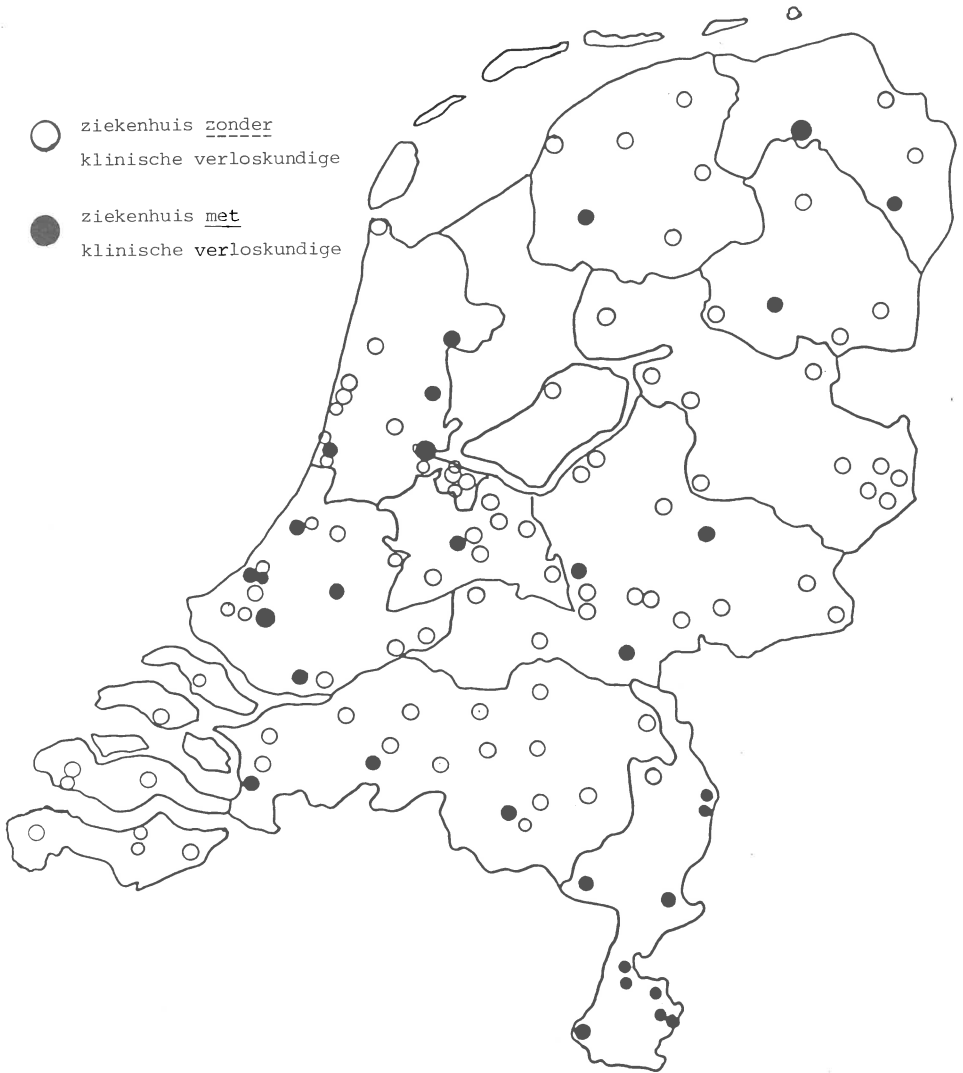 ziekenhuis zonder
klinische verloskundige
ziekenhuis met
klinische verloskundige